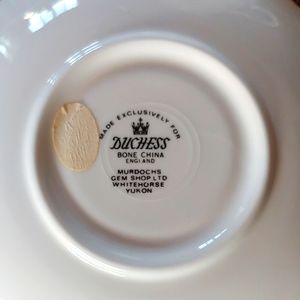 MADE EXCLUSIVELY FOR
DUCHESS
BONE CHINA
ENGLAND
MURDOCHS
GEM SHOP LTD
WHITEHORSE
YUKON